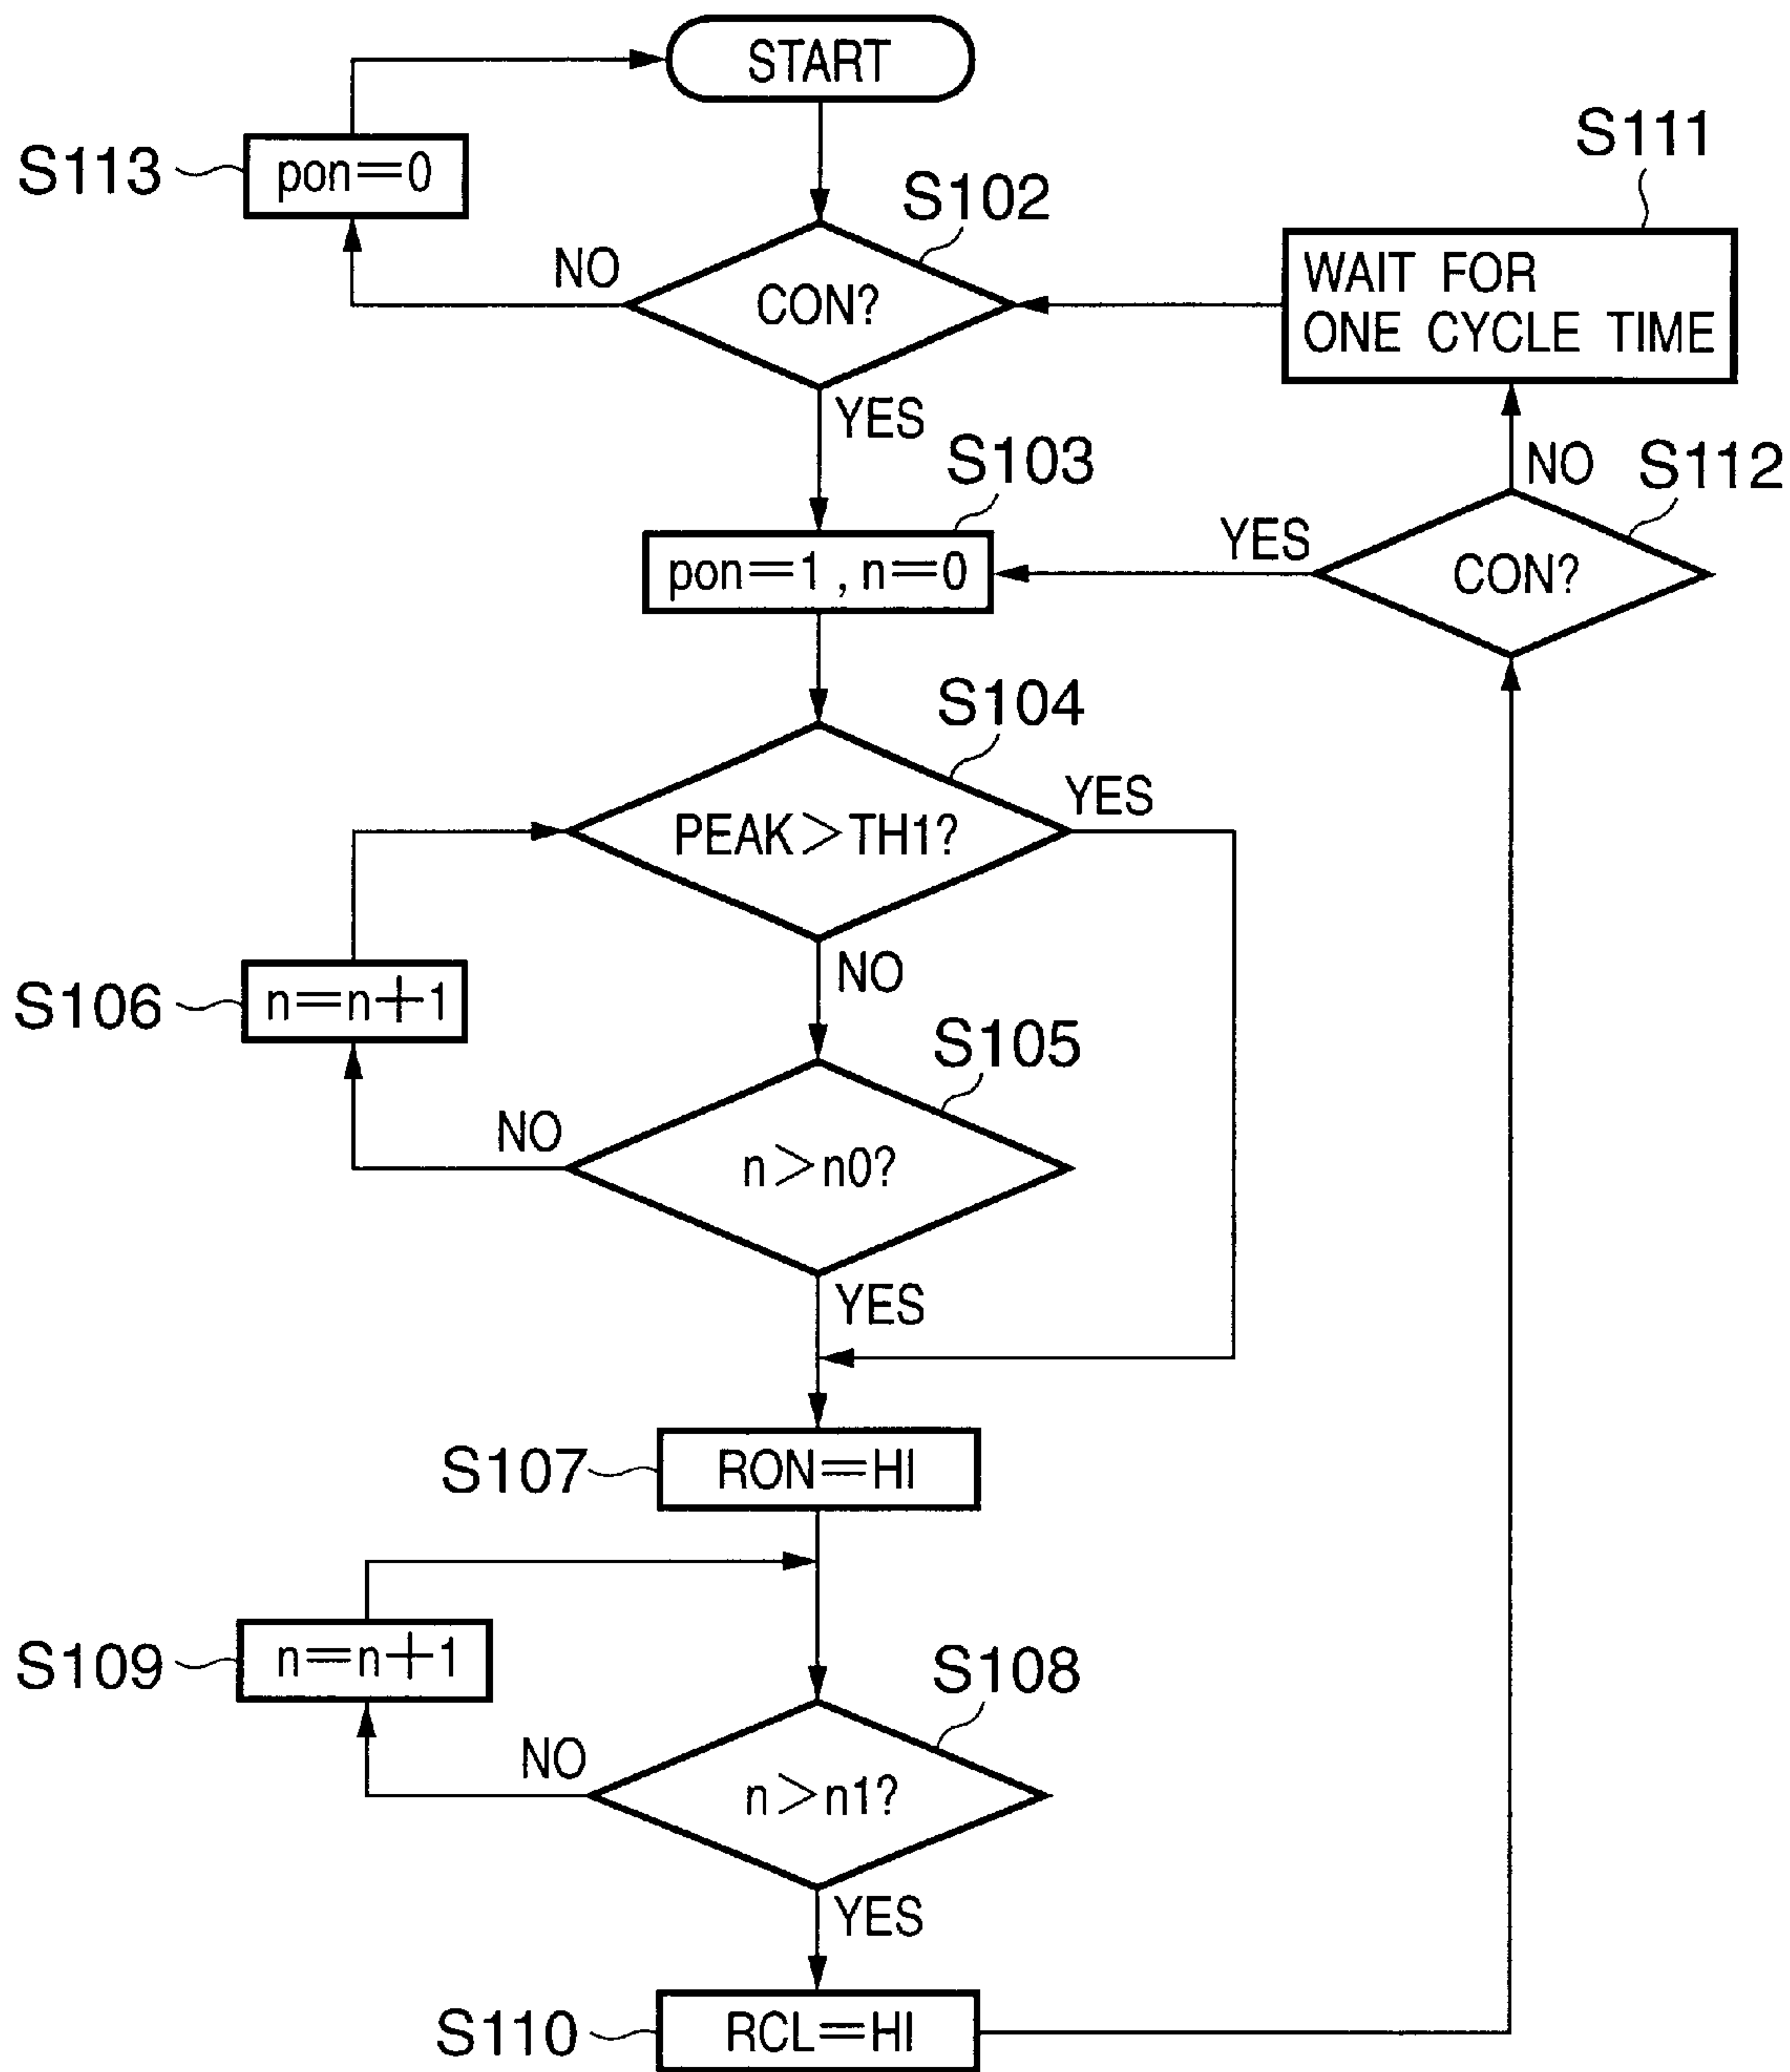 START
S113
pon=0
S111
S102
NO
CON?
WAIT FOR
ONE CYCLE TIME
YES
S103
NO
S112
YES
pon=1, n=0
CON?
S104
YES
PEAK>TH1?
NO
S106
n=n+1
S105
NO
n>n0?
YES
S107
RON=HI
S109
n=n+1
S108
NO
n>n1?
YES
S110
RCL=HI